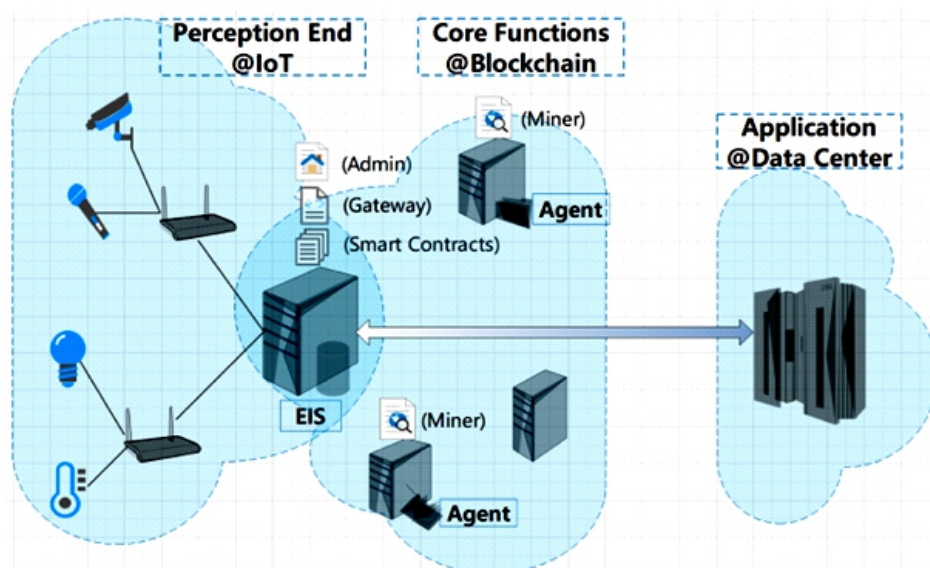 Perception End
@IoT
Core Functions
@Blockchain
Application
@Data Center
(Miner)
(Admin)
(Gateway)
Agent
(Smart Contracts)
EIS
(Miner)
Agent